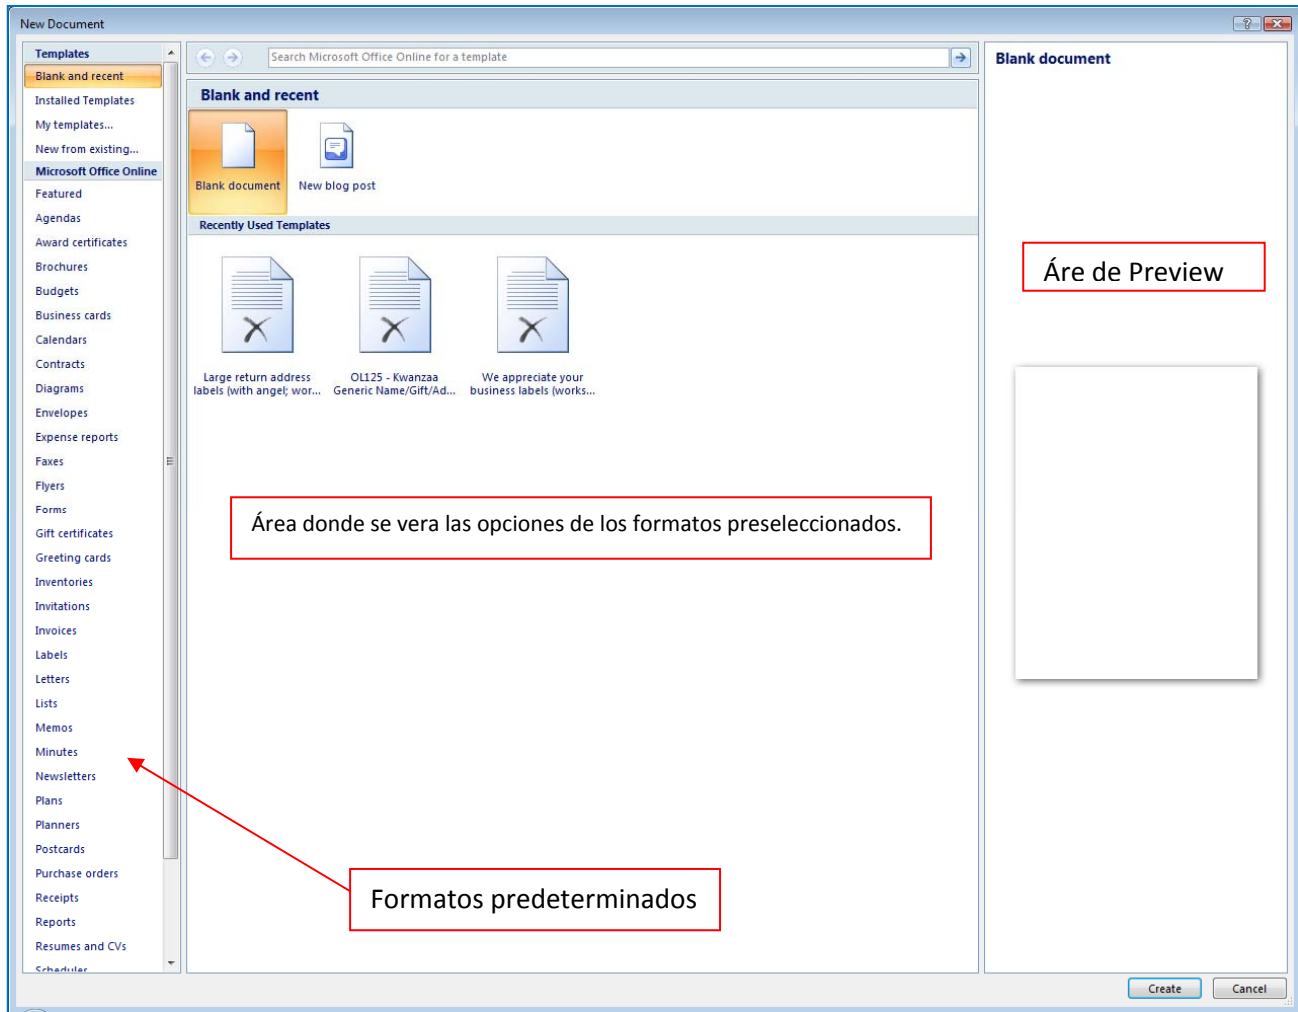 New Document
Templates
Blank and recent
Installed Templates
My templates...
New from existing...
Microsoft Office Online
Featured
Agendas
Award certificates
Brochures
Budgets
Business cards
Calendars
Contracts
Diagrams
Envelopes
Expense reports
Faxes
Flyers
Forms
Gift certificates
Greeting cards
Inventories
Invitations
Invoices
Labels
Letters
Lists
Memos
Minutes
Newsletters
Plans
Planners
Postcards
Purchase orders
Receipts
Reports
Resumes and CVs
Schedules
Search Microsoft Office Online for a template
Blank and recent
Blank document
New blog post
Recently Used Templates
Large return address
labels (with angel; wor...
OL125 - Kwanzaa
Generic Name/Gift/Ad...
We appreciate your
business labels (works...
Área donde se vera las opciones de los formatos preseleccionados.
Formatos predeterminados
Blank document
Áre de Preview
Create
Cancel